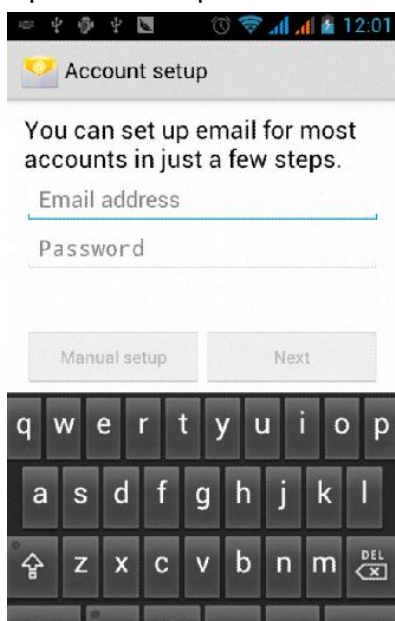 12:01
Account setup
You can set up email for most
accounts in just a few steps.
Email address
Password
Manual setup Next
q w e r t y u i o p
a s d f g h j k l
z x c v b n m DEL